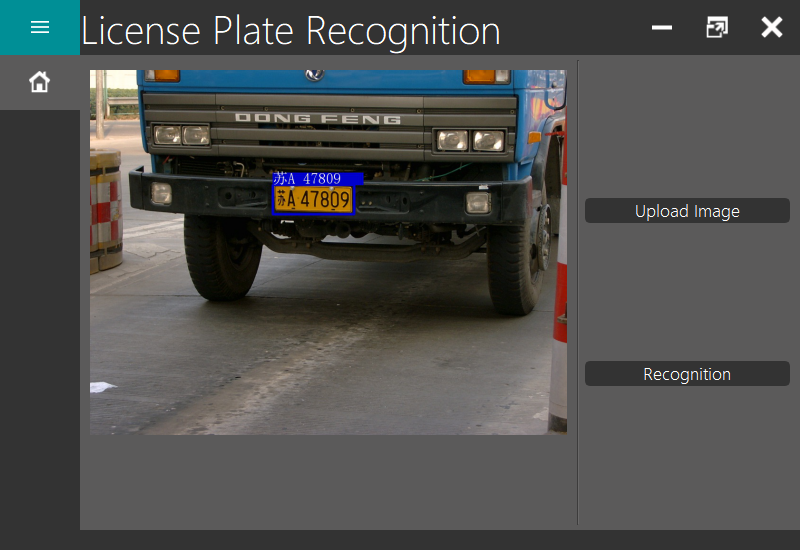 License Plate Recognition
DONG FENG
苏A 47809
苏A 47809
Upload Image
Recognition